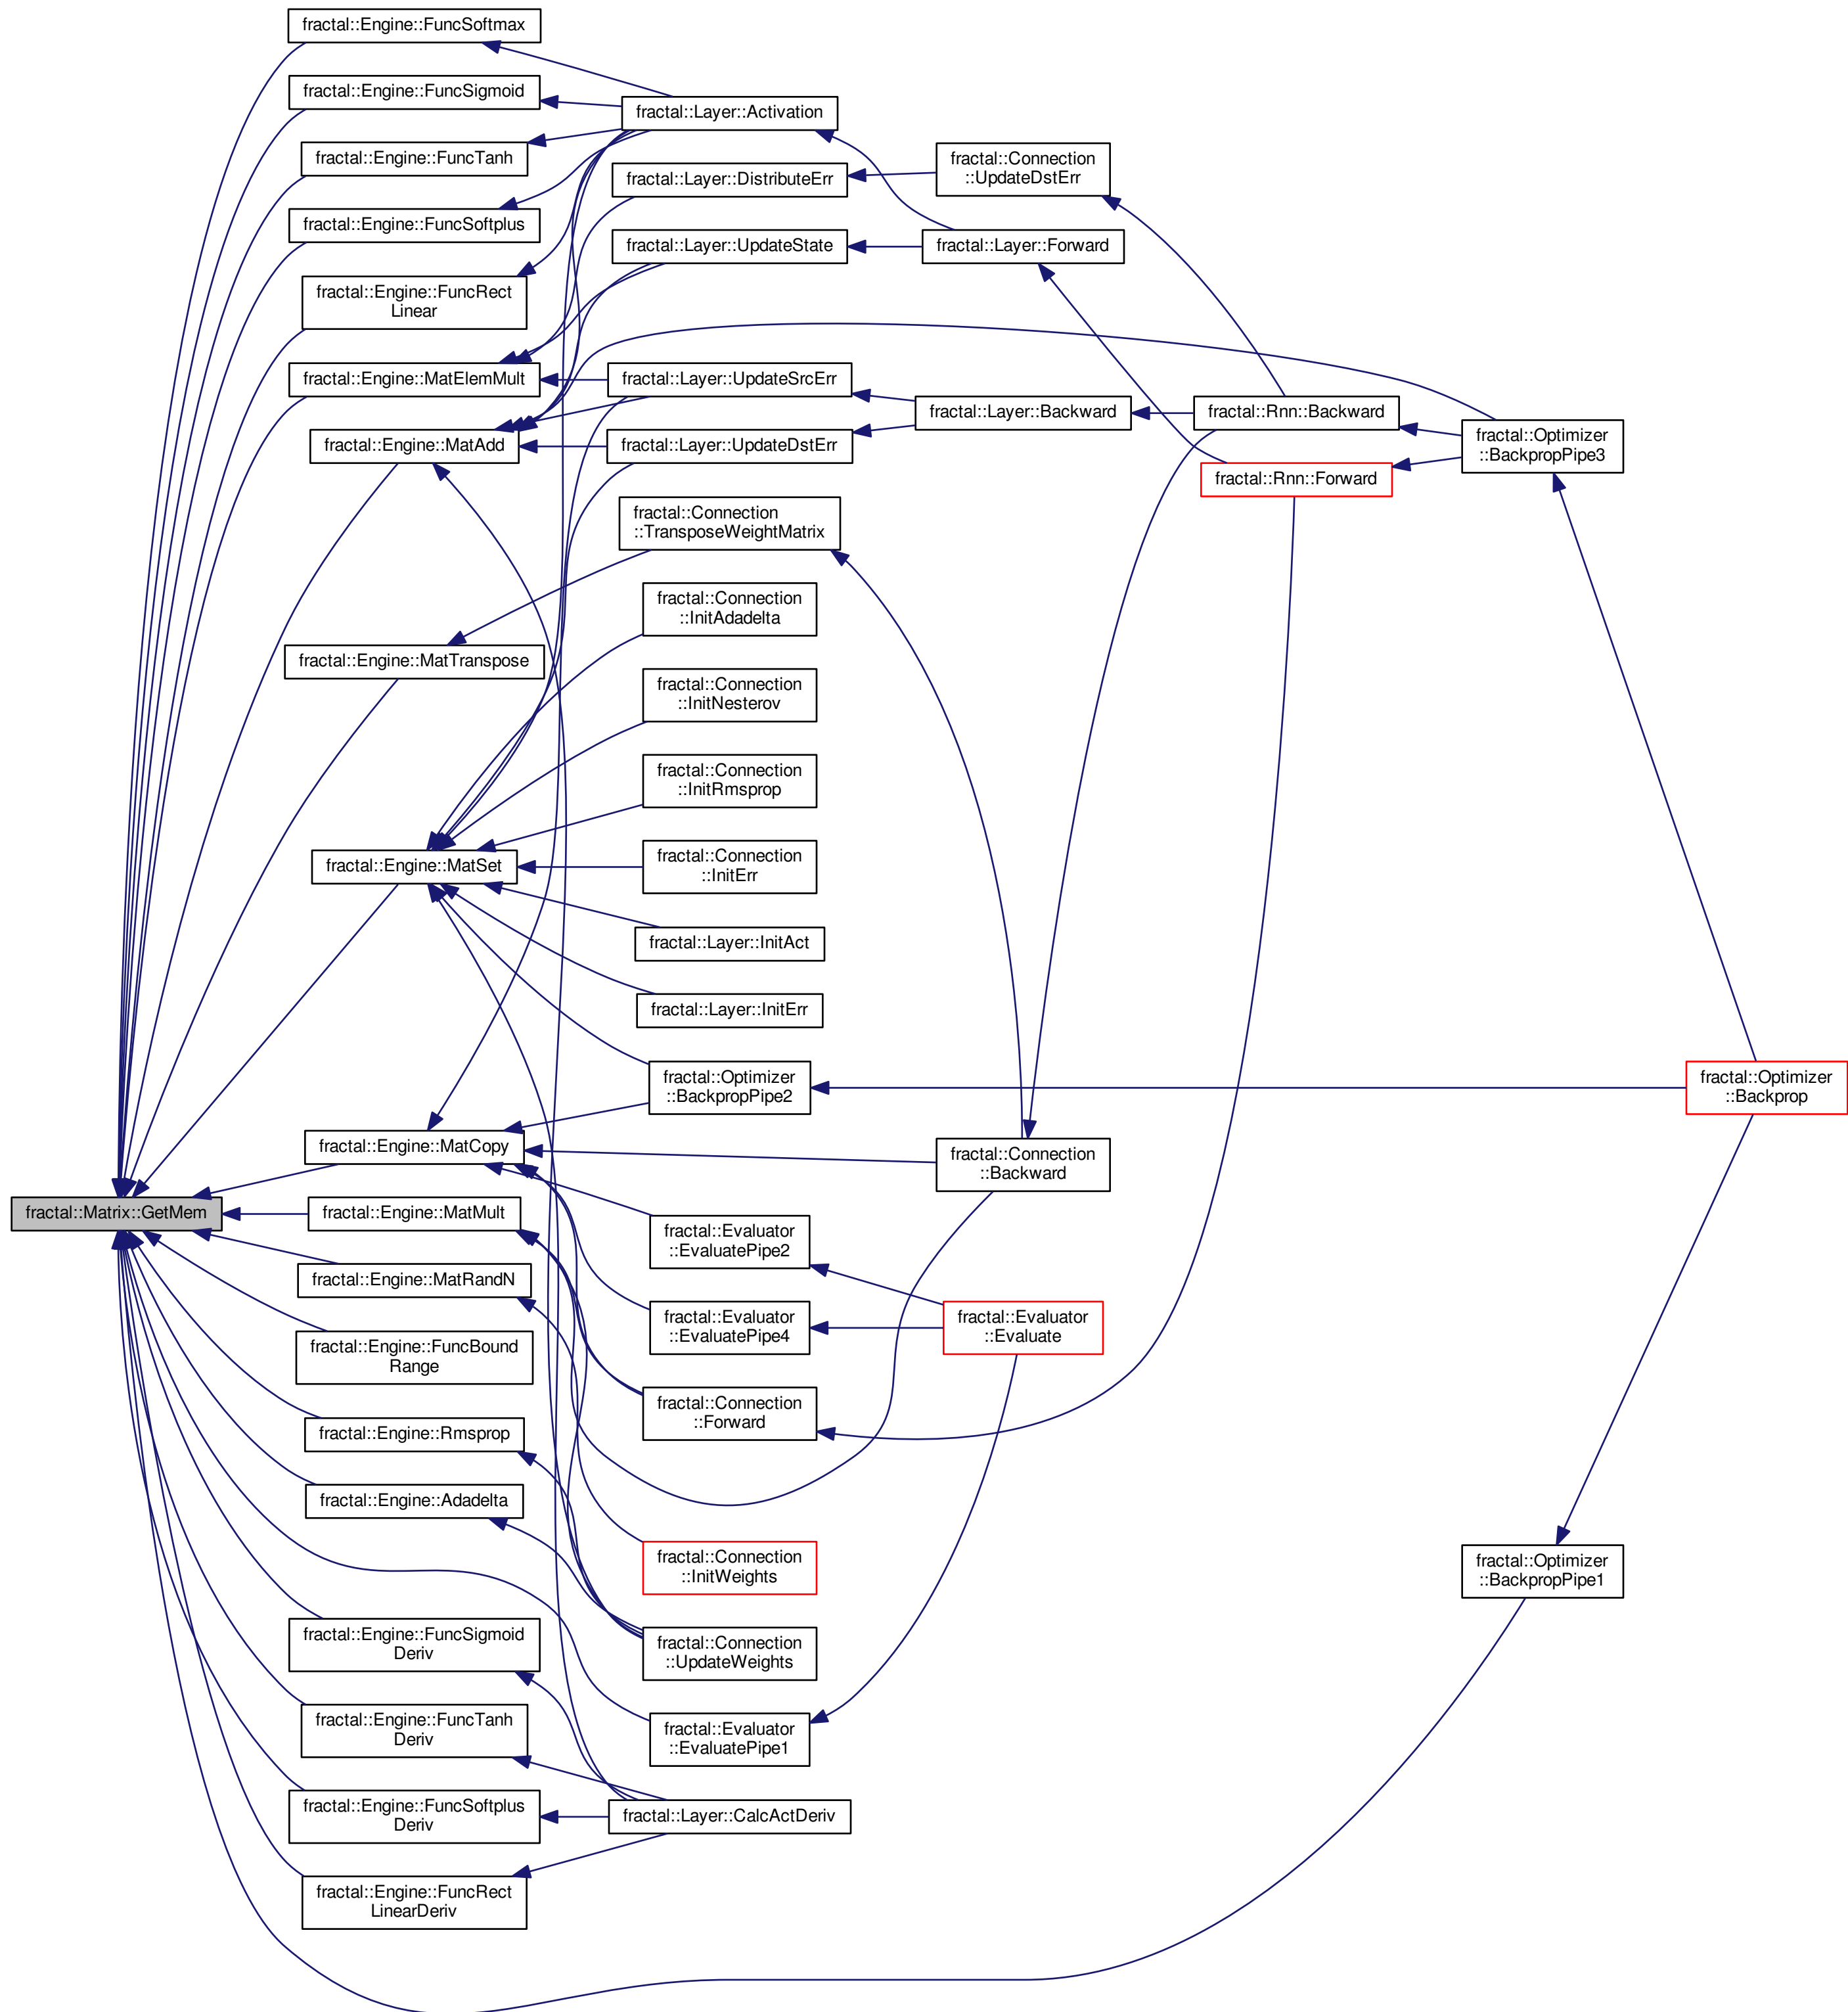 fractal::Engine::FuncSoftmax
fractal::Engine::FuncSigmoid
fractal::Layer::Activation
fractal::Engine::FuncTanh
fractal::Connection
::UpdateDstErr
fractal::Layer::DistributeErr
fractal::Engine::FuncSoftplus
fractal::Layer::UpdateState
fractal::Layer::Forward
fractal::Engine::FuncRect
Linear
fractal::Engine::MatElemMult
fractal::Layer::UpdateSrcErr
fractal::Layer::Backward
fractal::Rnn::Backward
fractal::Engine::MatAdd
fractal::Layer::UpdateDstErr
fractal::Optimizer
::BackpropPipe3
fractal::Rnn::Forward
fractal::Connection
::TransposeWeightMatrix
fractal::Connection
::InitAdadelta
fractal::Engine::MatTranspose
fractal::Connection
::InitNesterov
fractal::Connection
::InitRmsprop
fractal::Engine::MatSet
fractal::Connection
::InitErr
fractal::Layer::InitAct
fractal::Layer::InitErr
fractal::Optimizer
::BackpropPipe2
fractal::Optimizer
::Backprop
fractal::Engine::MatCopy
fractal::Connection
::Backward
fractal::Matrix::GetMem
fractal::Engine::MatMult
fractal::Evaluator
::EvaluatePipe2
fractal::Engine::MatRandN
fractal::Evaluator
::EvaluatePipe4
fractal::Evaluator
::Evaluate
fractal::Engine::FuncBound
Range
fractal::Connection
::Forward
fractal::Engine::Rmsprop
fractal::Engine::Adadelta
fractal::Connection
::InitWeights
fractal::Optimizer
::BackpropPipe1
fractal::Engine::FuncSigmoid
Deriv
fractal::Connection
::UpdateWeights
fractal::Engine::FuncTanh
Deriv
fractal::Evaluator
::EvaluatePipe1
fractal::Engine::FuncSoftplus
Deriv
fractal::Layer::CalcActDeriv
fractal::Engine::FuncRect
LinearDeriv